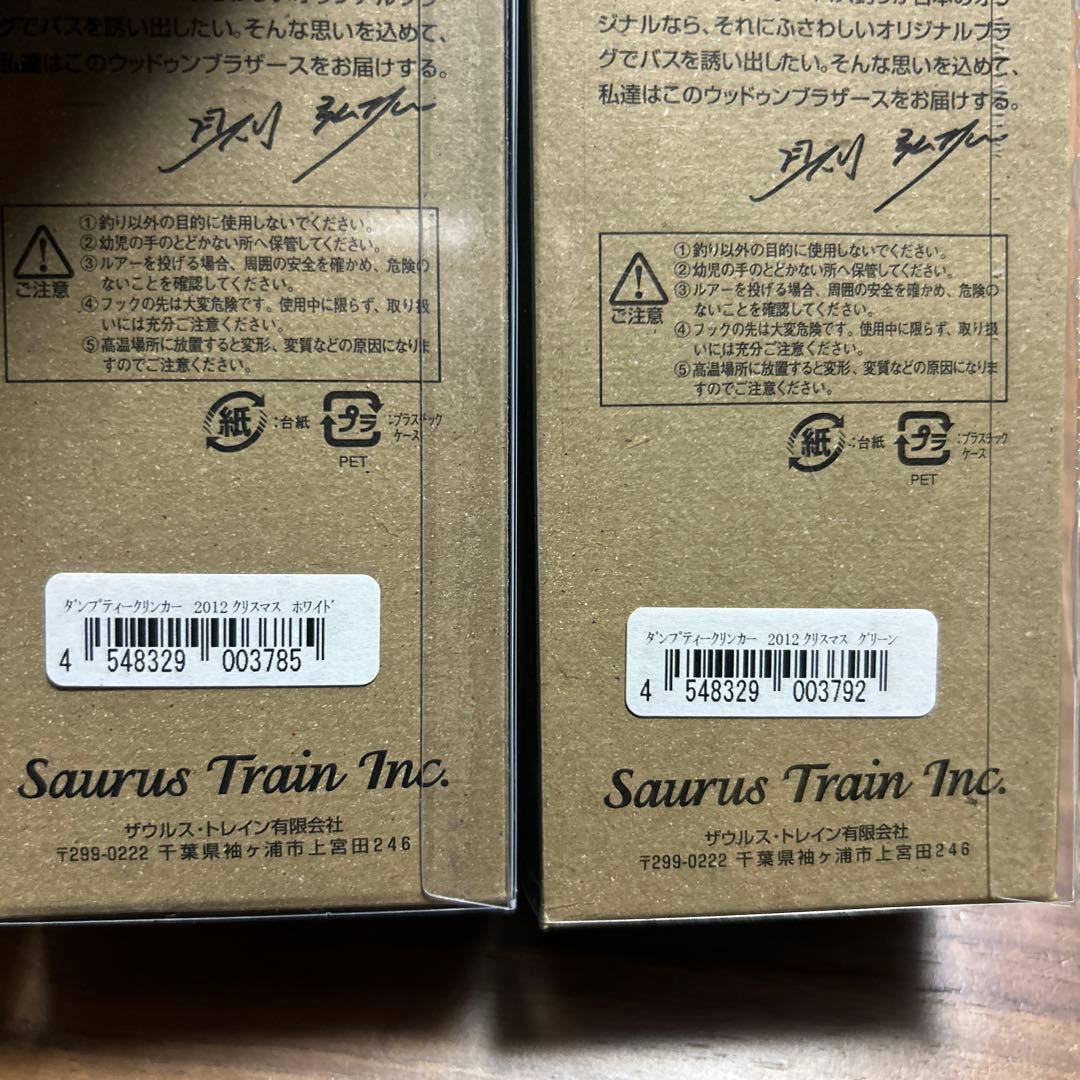 グでバスを誘い出したい。そんな思いを込めて、
私達はこのウッドゥンブラザースをお届けする。
ご注意
①釣り以外の目的に使用しないでください。
②幼児の手のとどかない所へ保管してください。
③ルアーを投げる場合、周囲の安全を確かめ、危険の
ないことを確認してください。
④フックの先は大変危険です。使用中に限らず、取り扱
いには充分ご注意ください。
⑤高温場所に放置すると変形、変質などの原因になりま
すのでご注意ください。
紙
:台紙
プラ
:プラスチック
ケース
PET
ダンプティークリンカー 2012 クリスマス ホワイト
4 548329 003785
Saurus Train Inc.
ザウルス・トレイン有限会社
〒299-0222 千葉県袖ヶ浦市上宮田246
ジナルなら、それにふさわしいオリジナルプラ
グでバスを誘い出したい。そんな思いを込めて、
私達はこのウッドゥンブラザースをお届けする。
ご注意
①釣り以外の目的に使用しないでください。
②幼児の手のとどかない所へ保管してください。
③ルアーを投げる場合、周囲の安全を確かめ、危険の
ないことを確認してください。
④フックの先は大変危険です。使用中に限らず、取り扱
いには充分ご注意ください。
⑤高温場所に放置すると変形、変質などの原因になりま
すのでご注意ください。
紙
:台紙
プラ
:プラスチック
ケース
PET
ダンプティークリンカー 2012 クリスマス グリーン
4 548329 003792
Saurus Train Inc.
ザウルス・トレイン有限会社
〒299-0222 千葉県袖ヶ浦市上宮田246